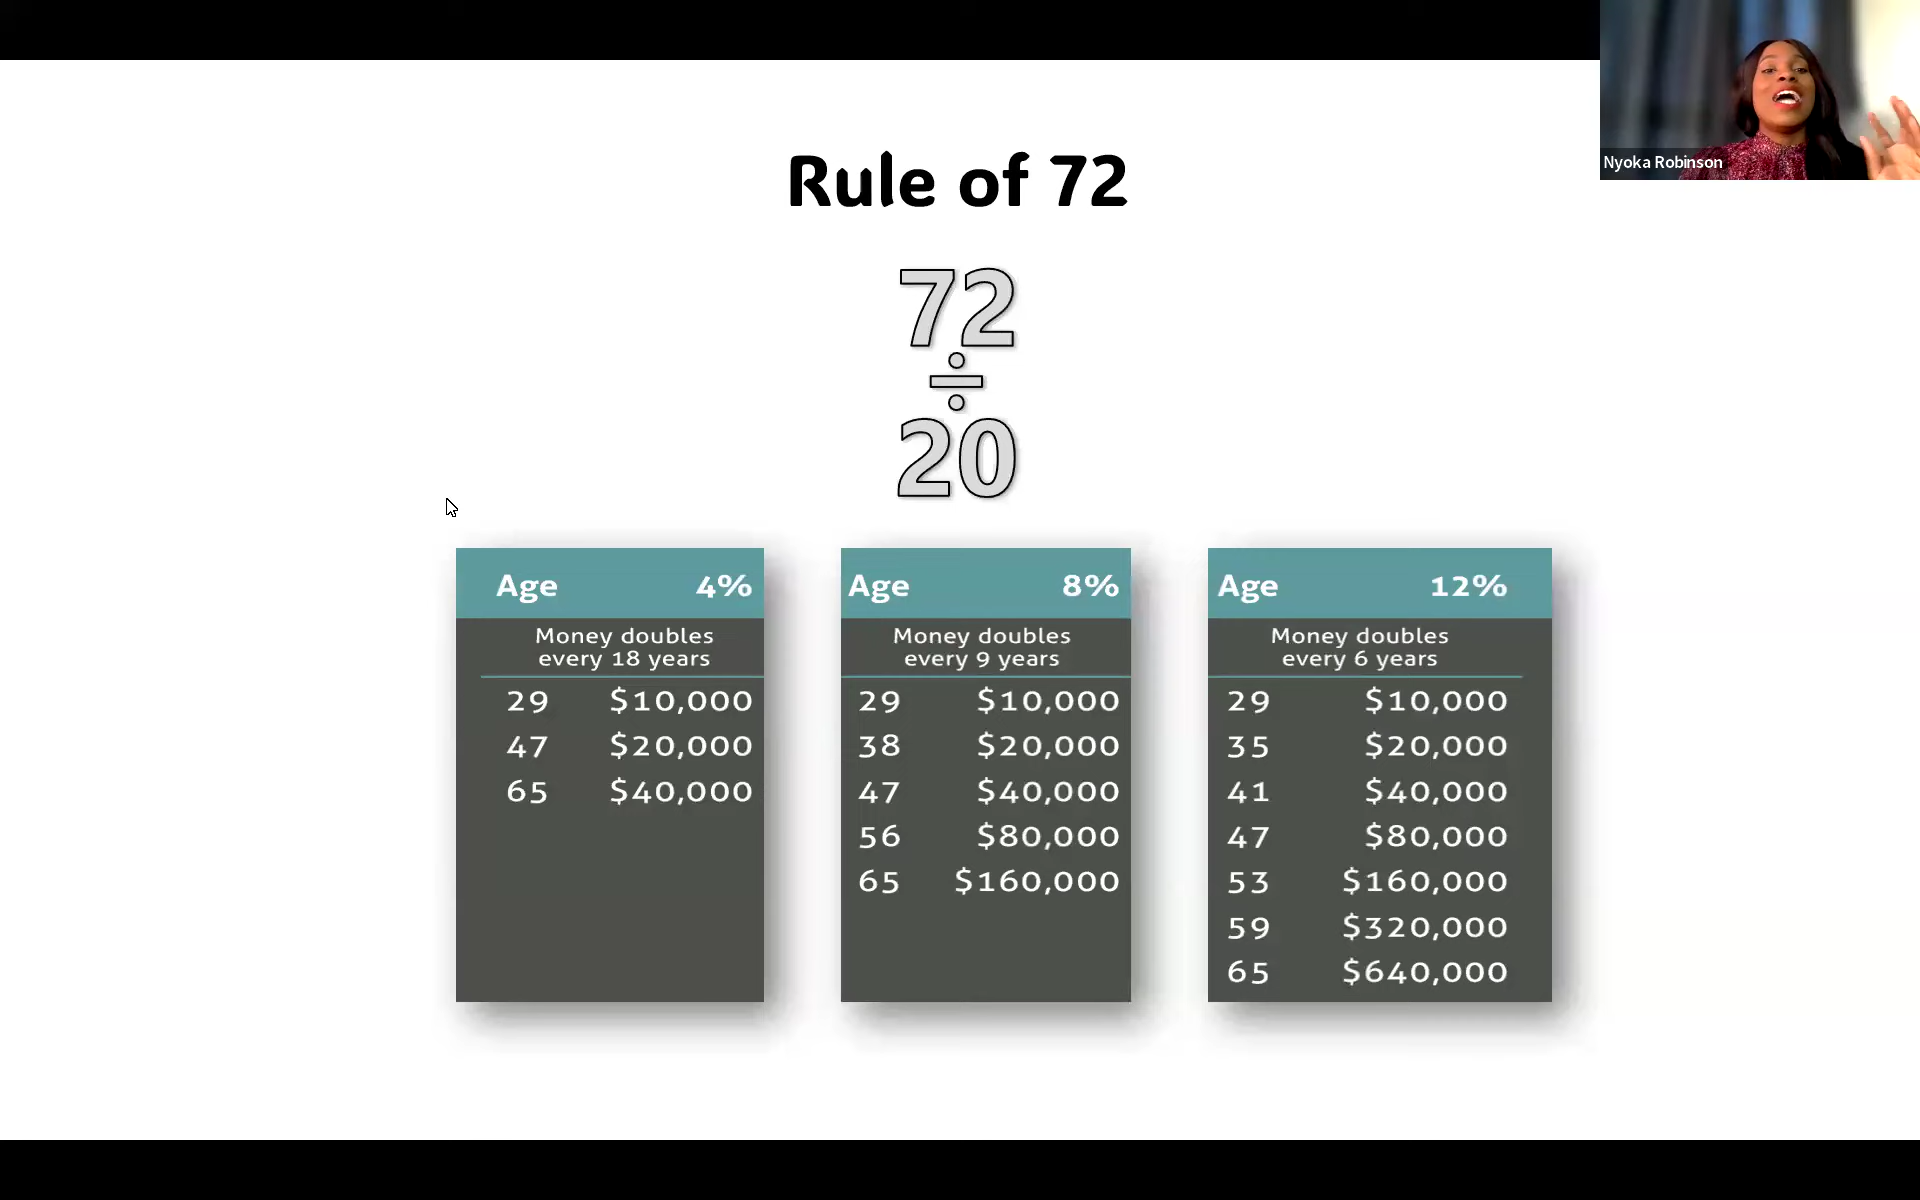 Nyoka Robinson
Rule of 72
72
÷
20
Age 4%
Money doubles
every 18 years
29 $10,000
47 $20,000
65 $40,000
Age 8%
Money doubles
every 9 years
29 $10,000
38 $20,000
47 $40,000
56 $80,000
65 $160,000
Age 12%
Money doubles
every 6 years
29 $10,000
35 $20,000
41 $40,000
47 $80,000
53 $160,000
59 $320,000
65 $640,000